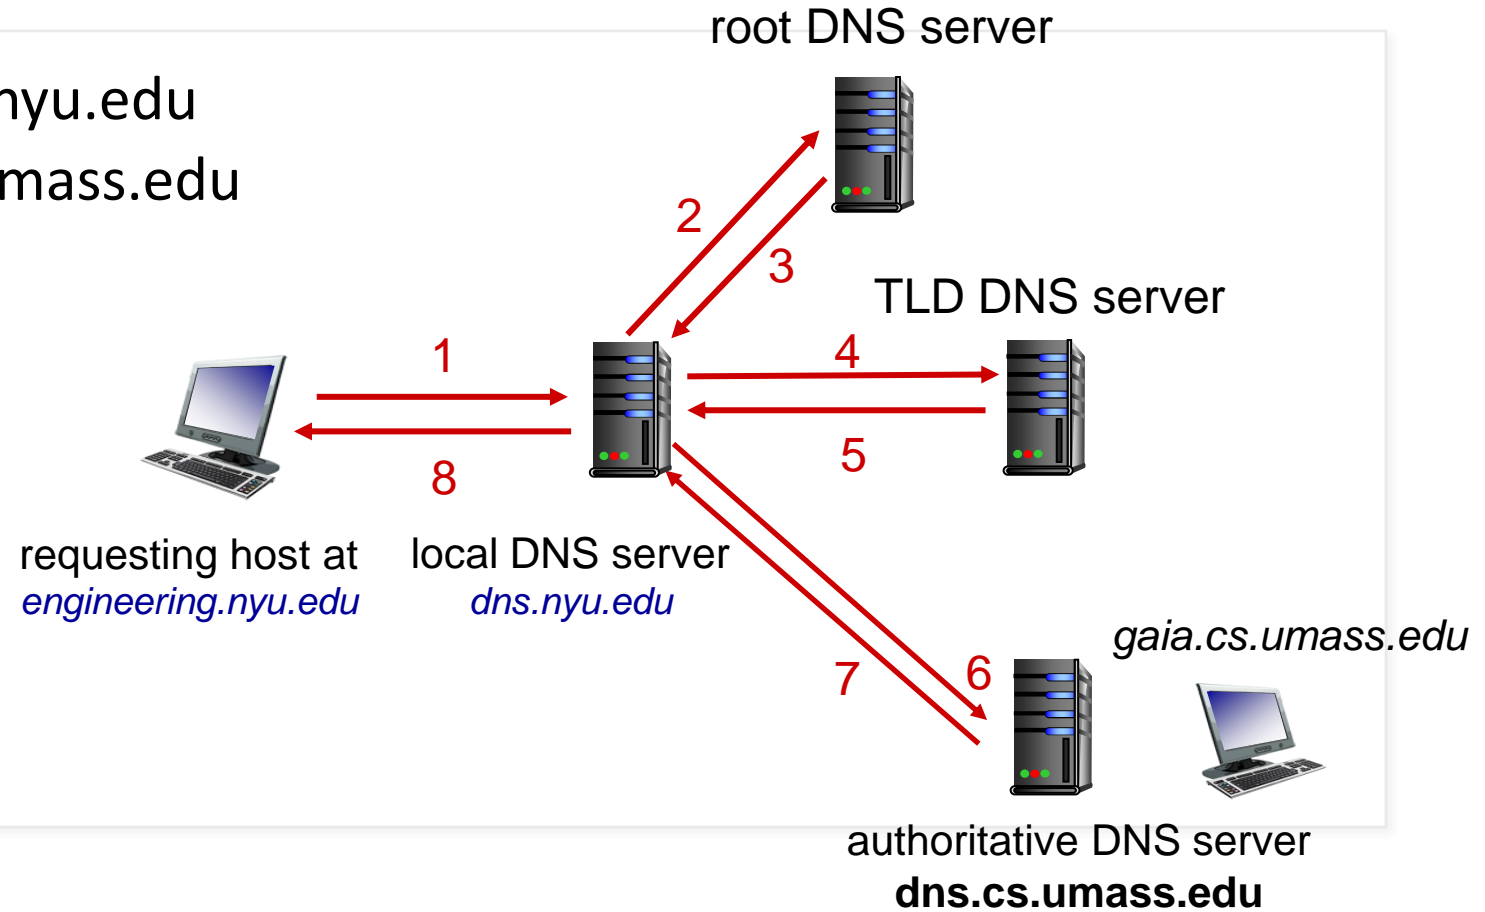 root DNS server
nyu.edu
mass.edu
2
3
TLD DNS server
1
4
8
5
requesting host at
engineering.nyu.edu
local DNS server
dns.nyu.edu
gaia.cs.umass.edu
7
6
authoritative DNS server
dns.cs.umass.edu